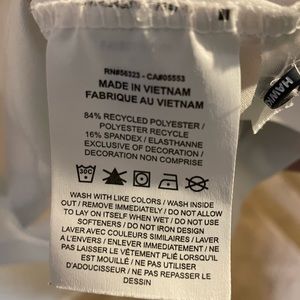 RN#56323 - CA#05553
MADE IN VIETNAM
FABRIQUE AU VIETNAM
84% RECYCLED POLYESTER /
POLYESTER RECYCLÉ
16% SPANDEX / ELASTHANNE
EXCLUSIVE OF DECORATION /
DECORATION NON COMPRISE
30C
WASH WITH LIKE COLORS / WASH INSIDE
OUT / REMOVE IMMEDIATELY / DO NOT ALLOW
TO LAY ON ITSELF WHEN WET / DO NOT USE
SOFTENERS / DO NOT IRON DESIGN
LAVER AVEC COULEURS SIMILAIRES / LAVER
A L'ENVERS / ENLEVER IMMEDIATEMENT / NE
PAS LAISSER LE VÊTEMENT PLIÉ LORSQU'IL
EST MOUILLÉ / NE PAS UTILISER
D'ADOUCISSEUR / NE PAS REPASSER LE
DESSIN
HAWK